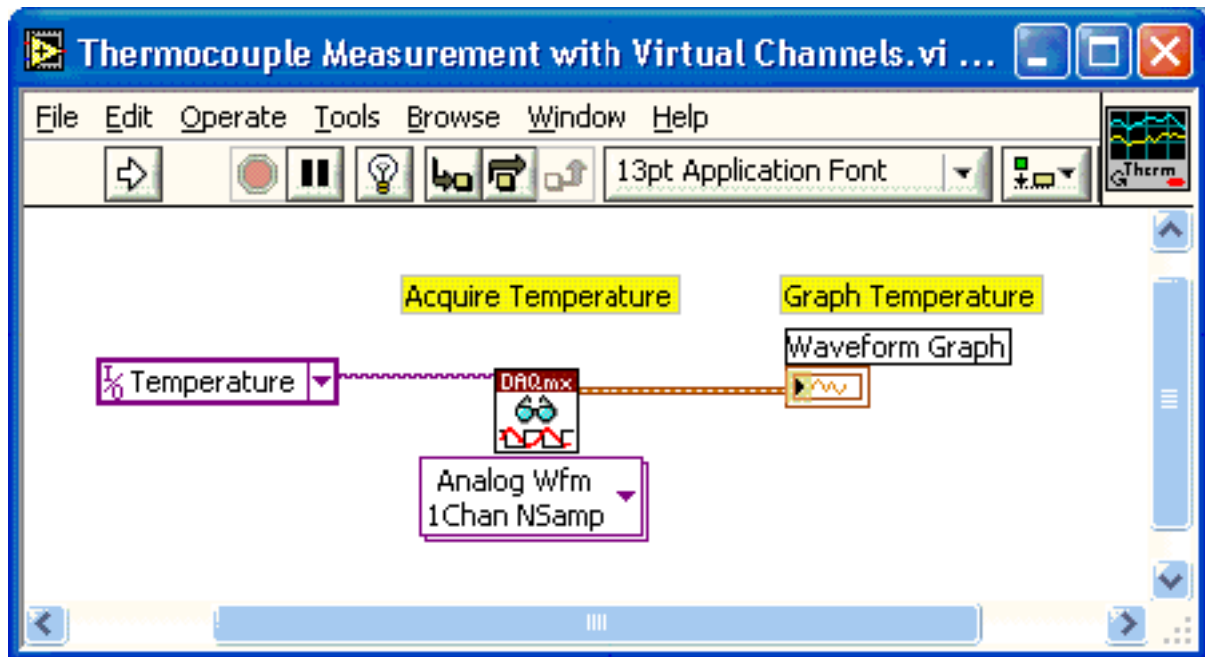 Thermocouple Measurement with Virtual Channels.vi ...
File Edit Operate Tools Browse Window Help
13pt Application Font
Therm
Acquire Temperature
Graph Temperature
Waveform Graph
I/O Temperature
DAQmx
Analog Wfm
1Chan NSamp